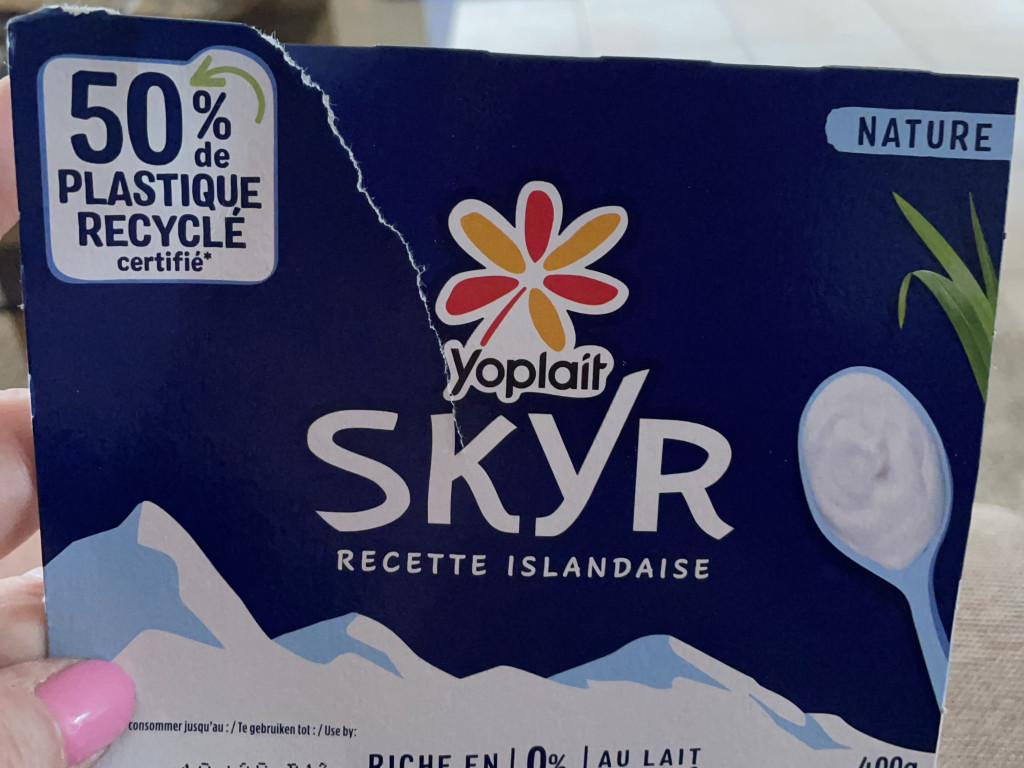 50%
de
PLASTIQUE
RECYCLÉ
certifié*
NATURE
Yoplait
SKYR
RECETTE ISLANDAISE
consommer jusqu'au : / Te gebruiken tot : / Use by:
RICHE EN | 0% | AU LAIT
400g